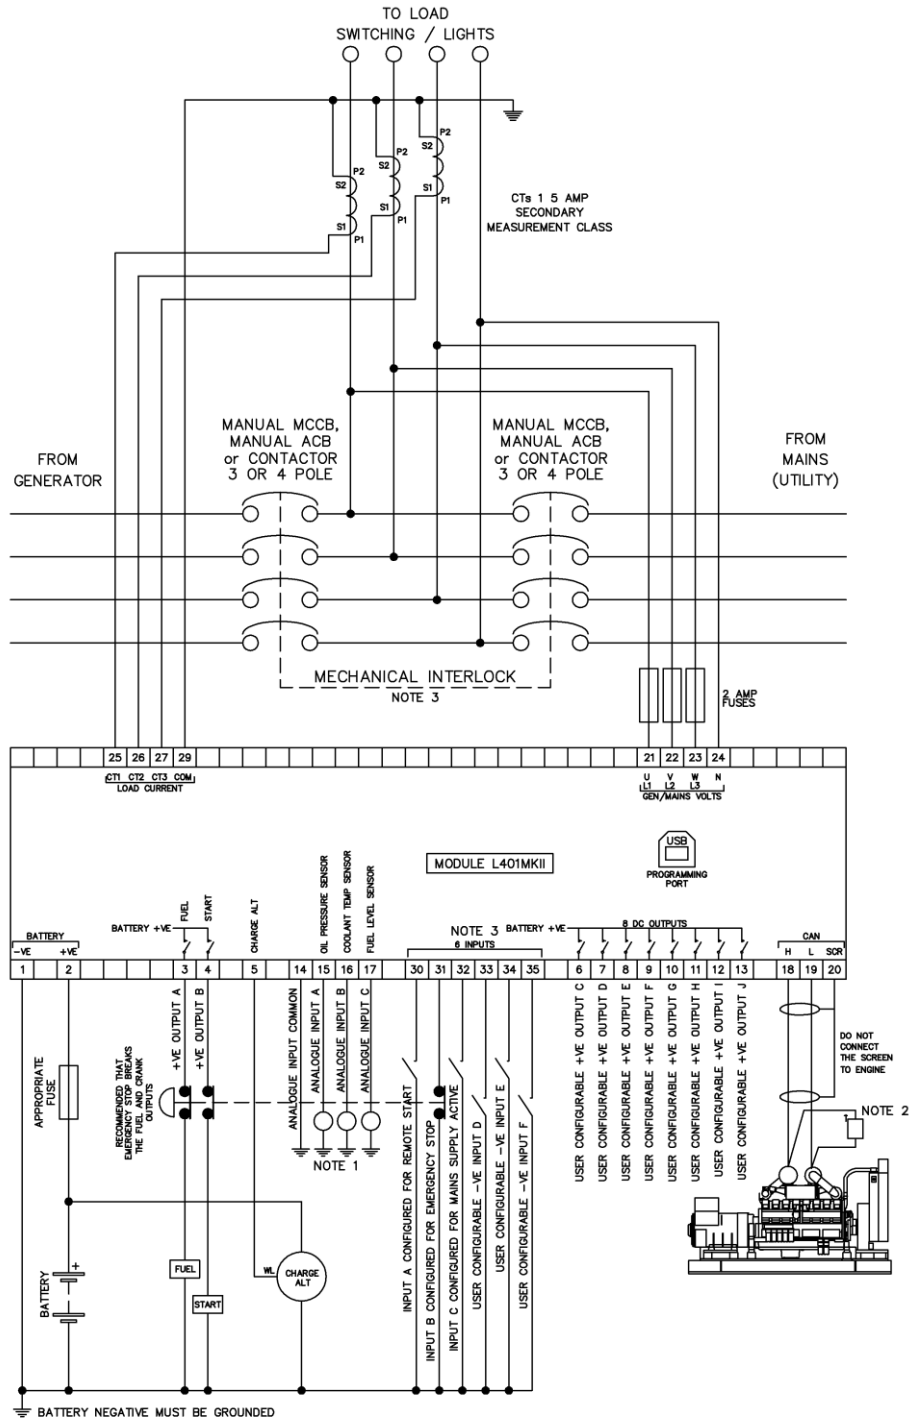 TO LOAD
SWITCHING / LIGHTS
P2
S2
P2
S2
P2
S2
S1
P1
S1
P1
S1
P1
CTs 1 5 AMP
SECONDARY
MEASUREMENT CLASS
FROM
GENERATOR
MANUAL MCCB,
MANUAL ACB
or CONTACTOR
3 OR 4 POLE
MANUAL MCCB,
MANUAL ACB
or CONTACTOR
3 OR 4 POLE
FROM
MAINS
(UTILITY)
MECHANICAL INTERLOCK
NOTE 3
2 AMP
FUSES
25 26 27 29
21 22 23 24
CT1 CT2 CT3 COM
LOAD CURRENT
U V W N
L1 L2 L3
GEN/MAINS VOLTS
MODULE L401MKII
USB
PROGRAMMING
PORT
BATTERY
-VE +VE
BATTERY +VE
FUEL
START
CHARGE ALT
OIL PRESSURE SENSOR
COOLANT TEMP SENSOR
FUEL LEVEL SENSOR
NOTE 3
6 INPUTS
BATTERY +VE
8 DC OUTPUTS
CAN
H L SCR
1 2 3 4 5 14 15 16 17 30 31 32 33 34 35 6 7 8 9 10 11 12 13 18 19 20
APPROPRIATE
FUSE
RECOMMENDED THAT
EMERGENCY STOP BREAKS
THE FUEL AND CRANK
OUTPUTS
+VE OUTPUT A
+VE OUTPUT B
ANALOGUE INPUT COMMON
ANALOGUE INPUT A
ANALOGUE INPUT B
ANALOGUE INPUT C
NOTE 1
INPUT A CONFIGURED FOR REMOTE START
INPUT B CONFIGURED FOR EMERGENCY STOP
INPUT C CONFIGURED FOR MAINS SUPPLY ACTIVE
USER CONFIGURABLE -VE INPUT D
USER CONFIGURABLE -VE INPUT E
USER CONFIGURABLE -VE INPUT F
USER CONFIGURABLE +VE OUTPUT C
USER CONFIGURABLE +VE OUTPUT D
USER CONFIGURABLE +VE OUTPUT E
USER CONFIGURABLE +VE OUTPUT F
USER CONFIGURABLE +VE OUTPUT G
USER CONFIGURABLE +VE OUTPUT H
USER CONFIGURABLE +VE OUTPUT I
USER CONFIGURABLE +VE OUTPUT J
DO NOT
CONNECT
THE SCREEN
TO ENGINE
NOTE 2
BATTERY
+
FUEL
START
WL
CHARGE
ALT
BATTERY NEGATIVE MUST BE GROUNDED